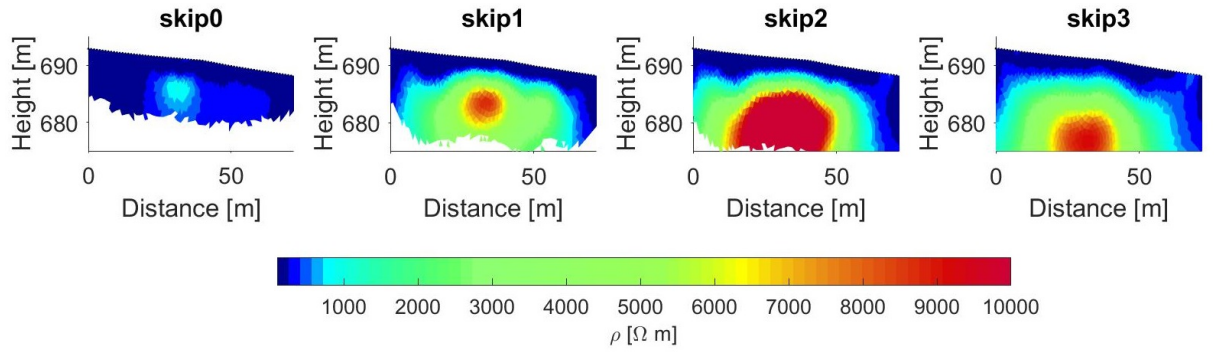 skip0 skip1 skip2 skip3
Height [m] Height [m] Height [m] Height [m]
690 690 690 690
680 680 680 680
0 50 0 50 0 50 0 50
Distance [m] Distance [m] Distance [m] Distance [m]
1000 2000 3000 4000 5000 6000 7000 8000 9000 10000
ρ [Ω m]